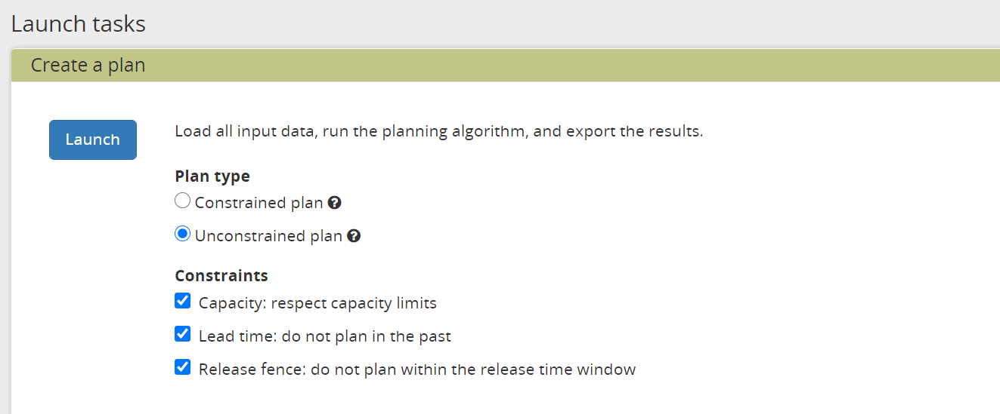 Launch tasks
Create a plan
Launch
Load all input data, run the planning algorithm, and export the results.
Plan type
Constrained plan ?
Unconstrained plan ?
Constraints
Capacity: respect capacity limits
Lead time: do not plan in the past
Release fence: do not plan within the release time window